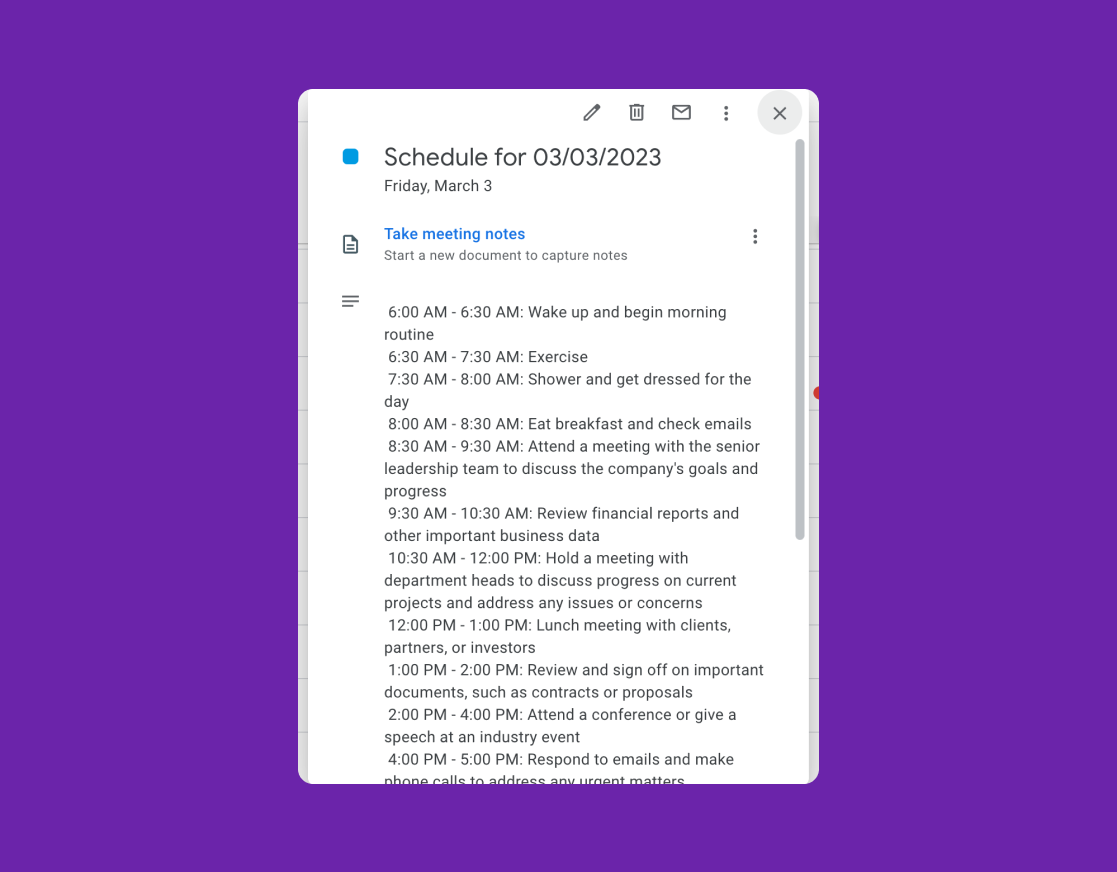 Schedule for 03/03/2023
Friday, March 3
Take meeting notes
Start a new document to capture notes
6:00 AM - 6:30 AM: Wake up and begin morning
routine
6:30 AM - 7:30 AM: Exercise
7:30 AM - 8:00 AM: Shower and get dressed for the
day
8:00 AM - 8:30 AM: Eat breakfast and check emails
8:30 AM - 9:30 AM: Attend a meeting with the senior
leadership team to discuss the company's goals and
progress
9:30 AM - 10:30 AM: Review financial reports and
other important business data
10:30 AM - 12:00 PM: Hold a meeting with
department heads to discuss progress on current
projects and address any issues or concerns
12:00 PM - 1:00 PM: Lunch meeting with clients,
partners, or investors
1:00 PM - 2:00 PM: Review and sign off on important
documents, such as contracts or proposals
2:00 PM - 4:00 PM: Attend a conference or give a
speech at an industry event
4:00 PM - 5:00 PM: Respond to emails and make
phone calls to address any urgent matters